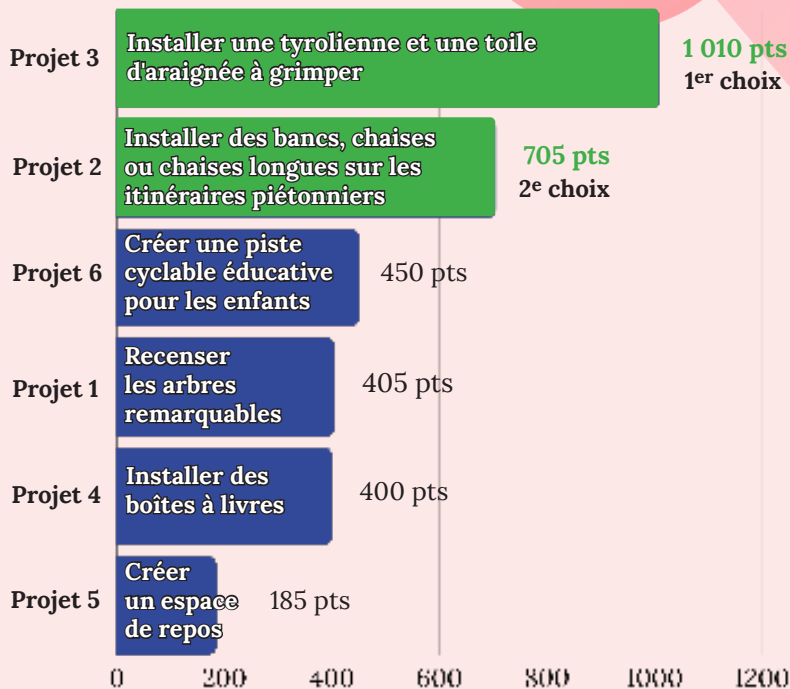 Projet 3
Installer une tyrolienne et une toile
d'araignée à grimper
1 010 pts
1er choix
Projet 2
Installer des bancs, chaises
ou chaises longues sur les
itinéraires piétonniers
705 pts
2e choix
Projet 6
Créer une piste
cyclable éducative
pour les enfants
450 pts
Projet 1
Recenser
les arbres
remarquables
405 pts
Projet 4
Installer des
boîtes à livres
400 pts
Projet 5
Créer
un espace
de repos
185 pts
0 200 400 600 800 1000 1200